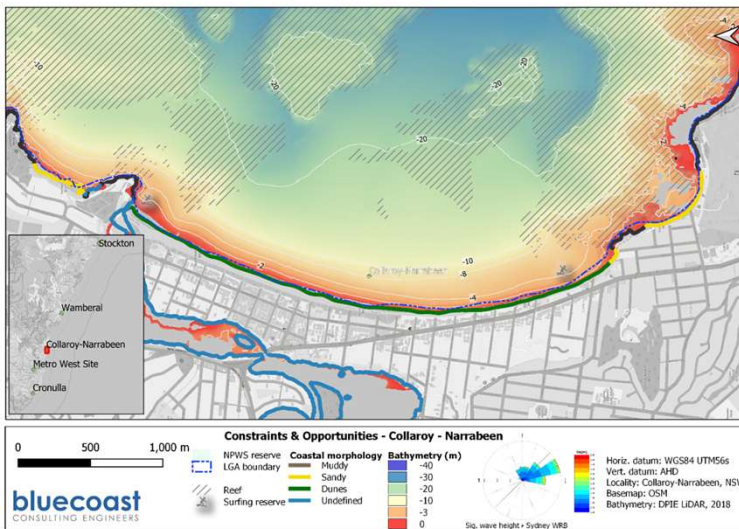 -10
-20
-20
-20
-20
-4
-4
-2
-2
-10
-8
-4
Collaroy-Narrabeen
Stockton
Wamberal
Collaroy-Narrabeen
Metro West Site
Cronulla
Constraints & Opportunities - Collaroy - Narrabeen
0 500 1,000 m
bluecoast
CONSULTING ENGINEERS
NPWS reserve
LGA boundary
Reef
Surfing reserve
Coastal morphology
Muddy
Sandy
Dunes
Undefined
Bathymetry (m)
-40
-20
-10
-3
0
Sig. wave height - Sydney WRB
Horiz. datum: WGS84 UTM56s
Vert. datum: AHD
Locality: Collaroy-Narrabeen, NSW
Basemap: OSM
Bathymetry: DPIE LiDAR, 2018